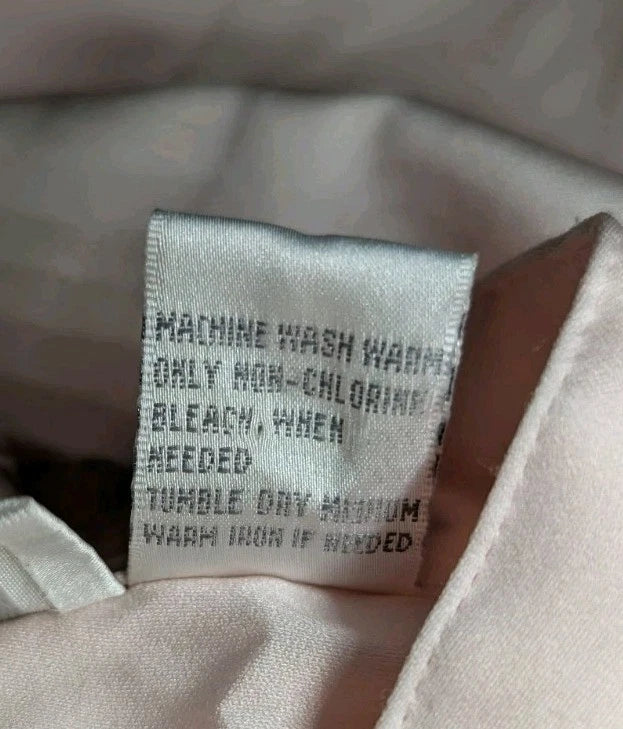 MACHINE WASH WARM
ONLY NON-CHLORINE
BLEACH, WHEN
NEEDED
TUMBLE DRY MEDIUM
WARM IRON IF NEEDED